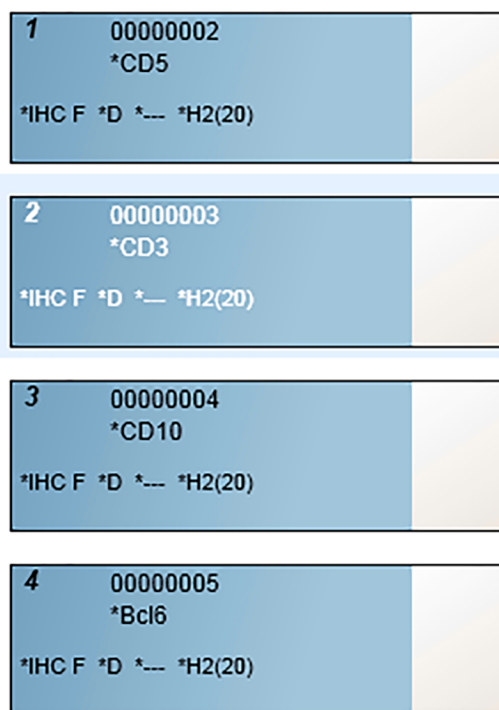 1 00000002
*CD5
*IHC F *D *--- *H2(20)
2 00000003
*CD3
*IHC F *D *--- *H2(20)
3 00000004
*CD10
*IHC F *D *--- *H2(20)
4 00000005
*Bcl6
*IHC F *D *--- *H2(20)